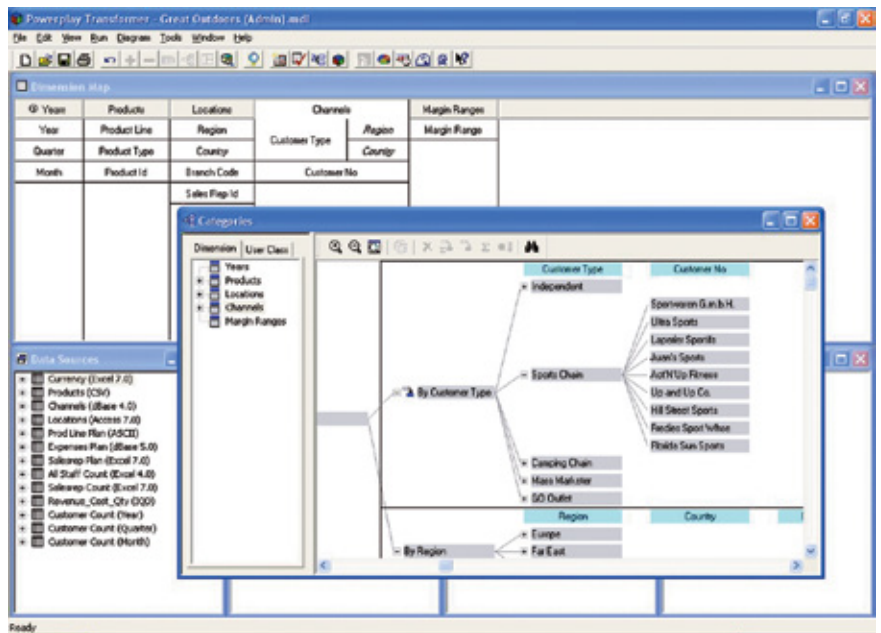 Powerplay Transformer - Great Outdoors (Admin).mdl
File Edit View Run Diagram Tools Window Help
Dimension Map
Years Products Locations Channels Margin Ranges
Year Product Line Region Customer Type Region Margin Range
Quarter Product Type Country Country
Month Product Id Branch Code Customer No
Sales Rep Id
Categories
Dimension User Class
Years
Products
Locations
Channels
Margin Ranges
Customer Type Customer No
Independent
Sportwaren G.m.b.H.
Ultra Sports
Juan's Sports
Sports Chain Act'N'Up Fitness
By Customer Type Up and Up Co.
Hill Street Sports
Florida Sun Sports
Camping Chain
Mass Marketer
GO Outlet
Region Country
Europe
By Region Far East
Data Sources
Currency (Excel 7.0)
Products (CSV)
Channels (dBase 4.0)
Locations (Access 7.0)
Prod Line Plan (ASCII)
Expenses Plan (dBase 5.0)
Salesrep Plan (Excel 7.0)
All Staff Count (Excel 4.0)
Salesrep Count (Excel 7.0)
Revenue_Cost_Qty (IQD)
Customer Count (Year)
Customer Count (Quarter)
Customer Count (Month)
Ready